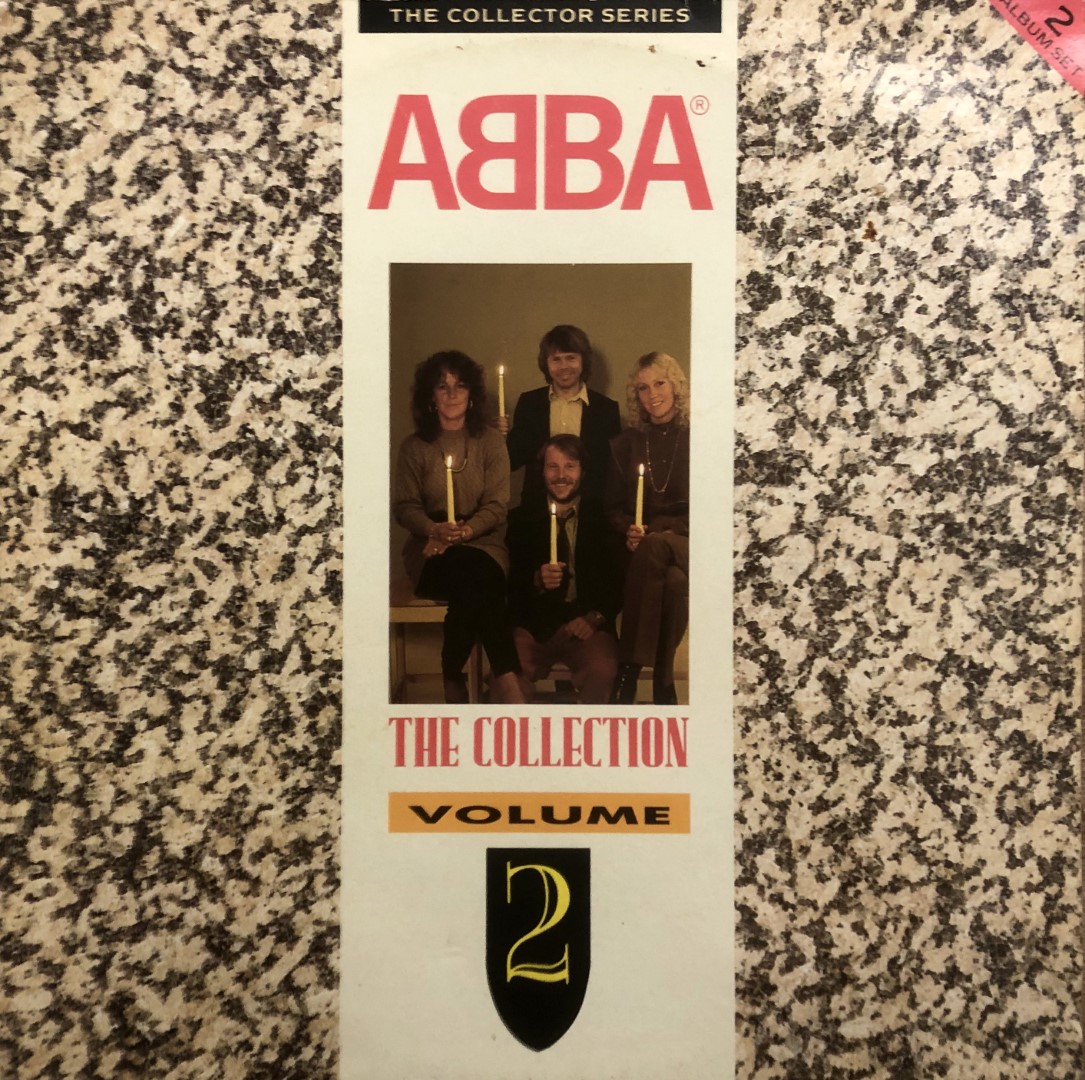 THE COLLECTOR SERIES
2
ALBUM SET
ABBA®
THE COLLECTION
VOLUME
2